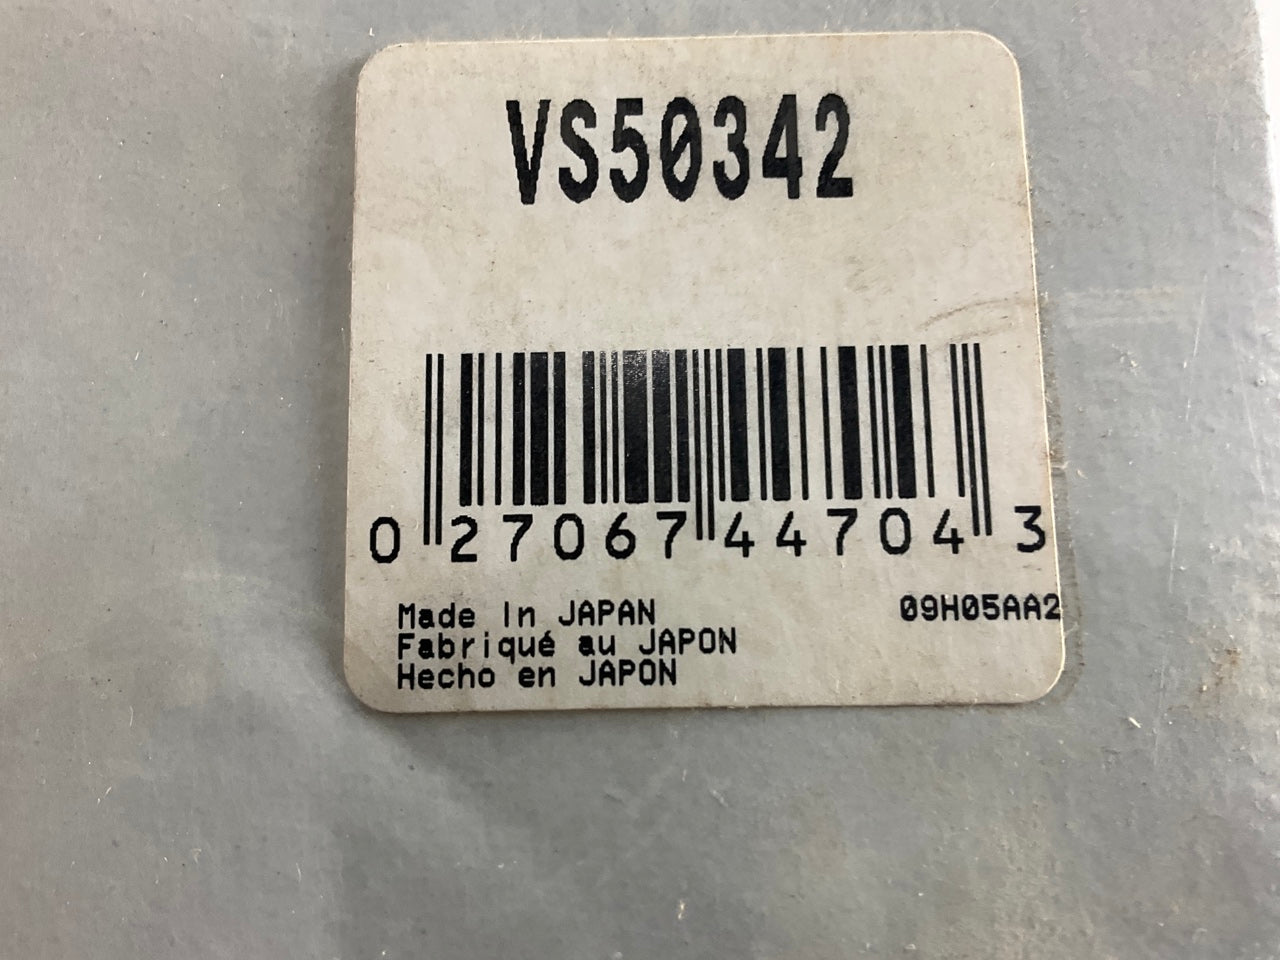 VS50342
0 27067 44704 3
Made In JAPAN 09H05AA2
Fabriqué au JAPON
Hecho en JAPON